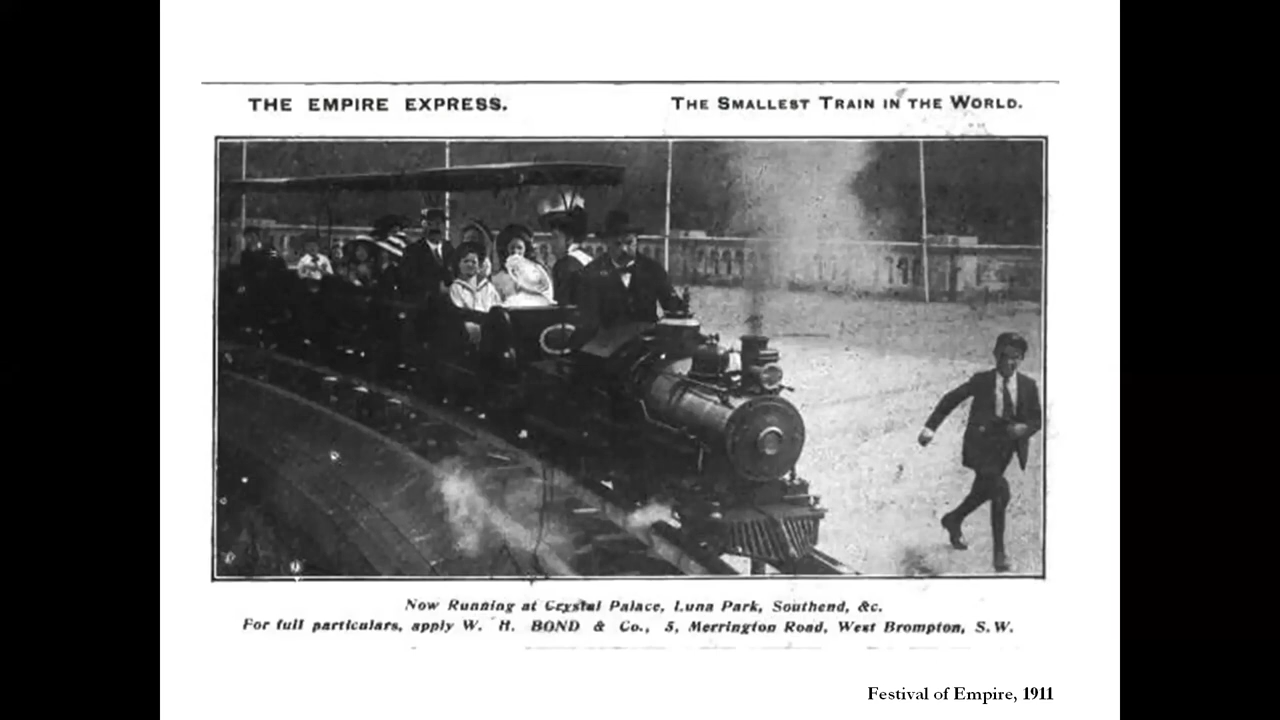 THE EMPIRE EXPRESS. THE SMALLEST TRAIN IN THE WORLD.
Now Running at Crystal Palace, Luna Park, Southend, &c.
For full particulars, apply W. H. BOND & Co., 5, Merrington Road, West Brompton, S.W.
Festival of Empire, 1911